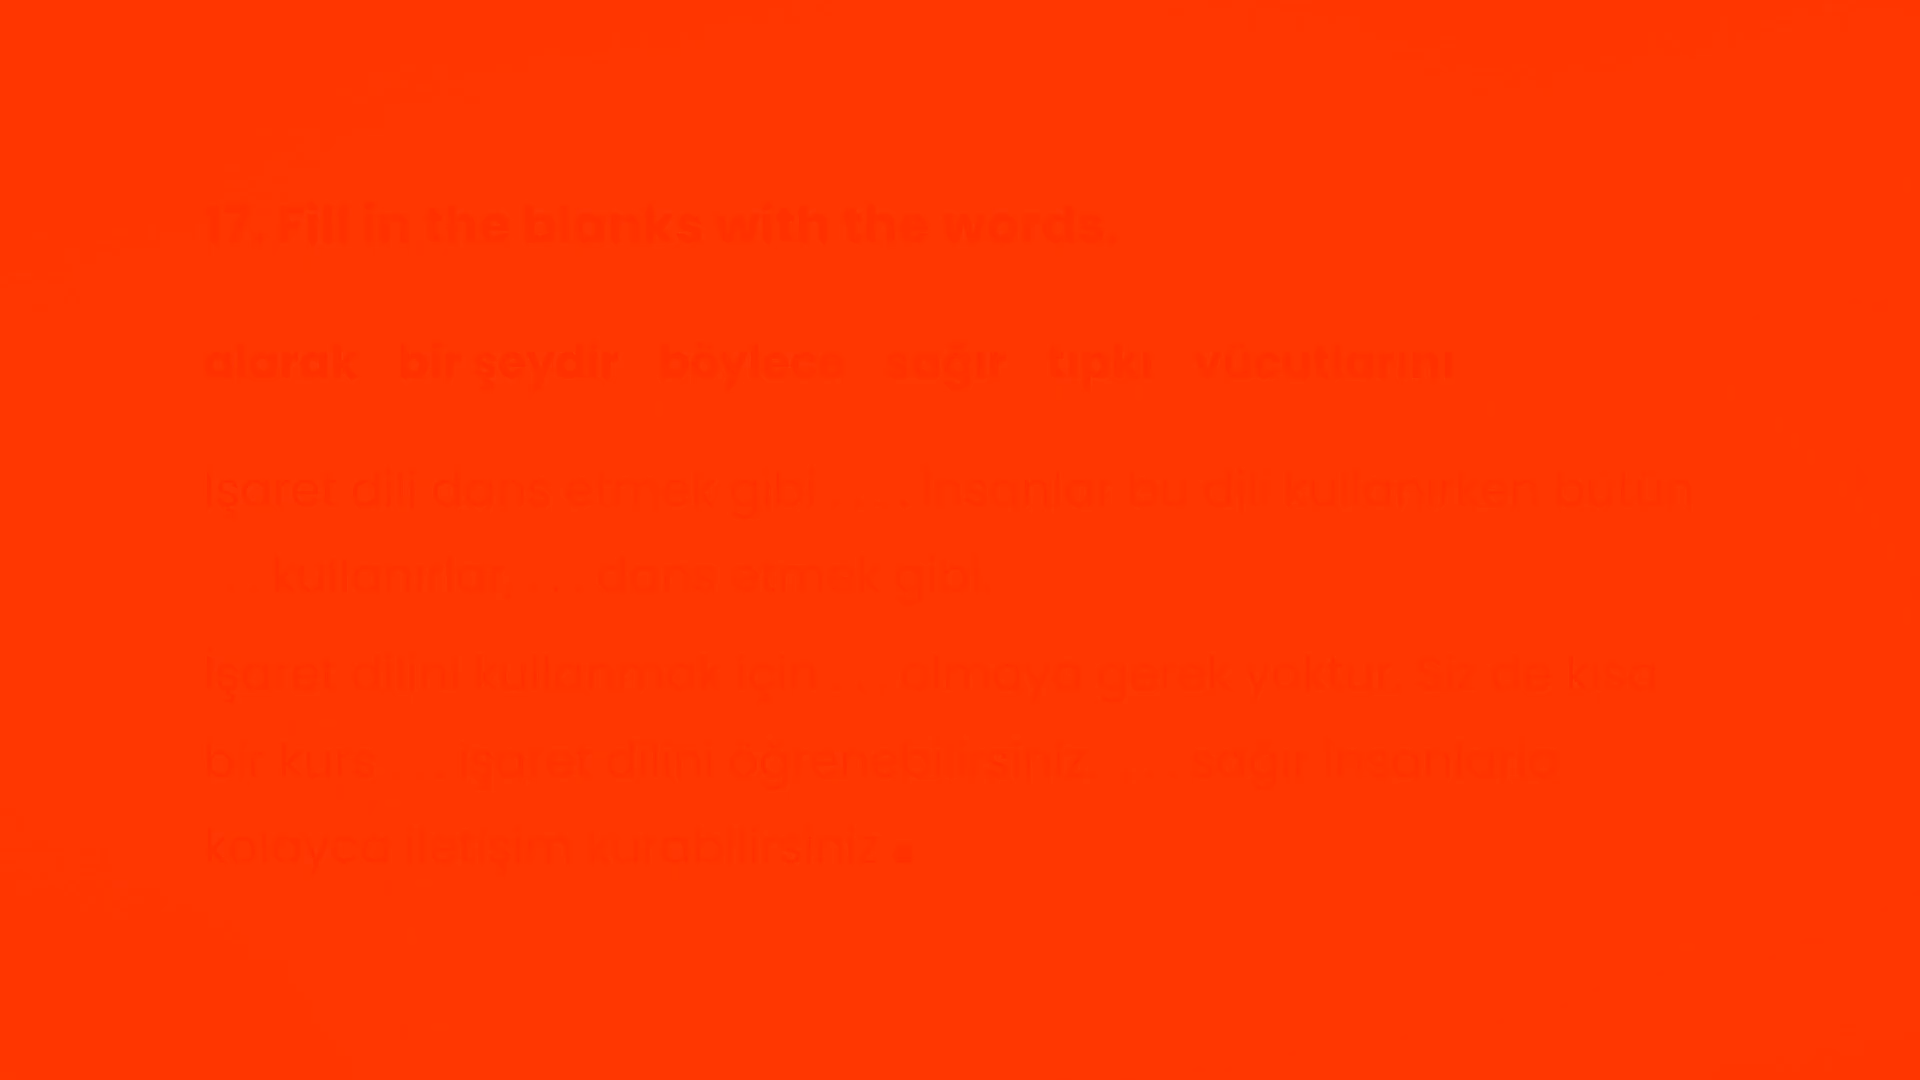 17. Fill in the blanks with the words.
alarak bir şeydir böylece sağır tıpkı vücutlarını
İşaret dili dans etmek gibi . . . . İnsanlar bu dili kullanırken bütün
. . kullanırlar, . . . dans etmek gibi.
İşaret dilini kullanmak için . . . olmaya gerek yoktur. Siz de kısa
bir kurs . . . işaret dilini öğrenebilirsiniz. . . . sağır insanlarla
kolayca iletişim kurabilirsiniz.